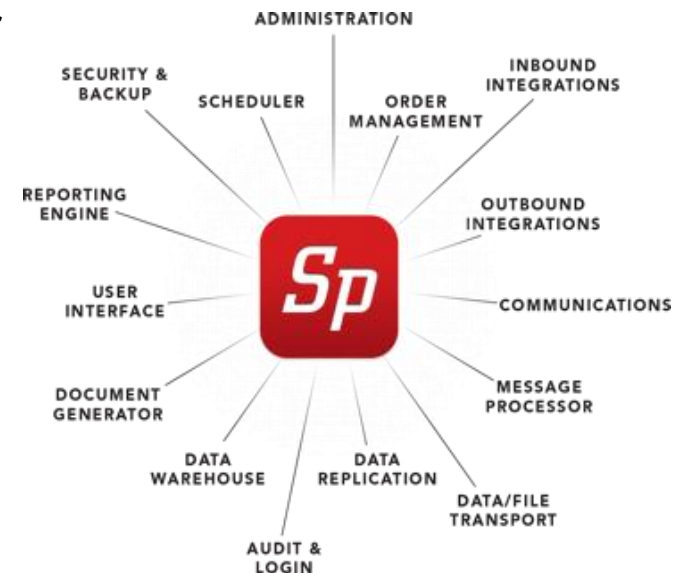 ADMINISTRATION
INBOUND
INTEGRATIONS
SECURITY &
BACKUP
SCHEDULER
ORDER
MANAGEMENT
REPORTING
ENGINE
OUTBOUND
INTEGRATIONS
Sp
USER
INTERFACE
COMMUNICATIONS
DOCUMENT
GENERATOR
MESSAGE
PROCESSOR
DATA
WAREHOUSE
DATA
REPLICATION
DATA/FILE
TRANSPORT
AUDIT &
LOGIN